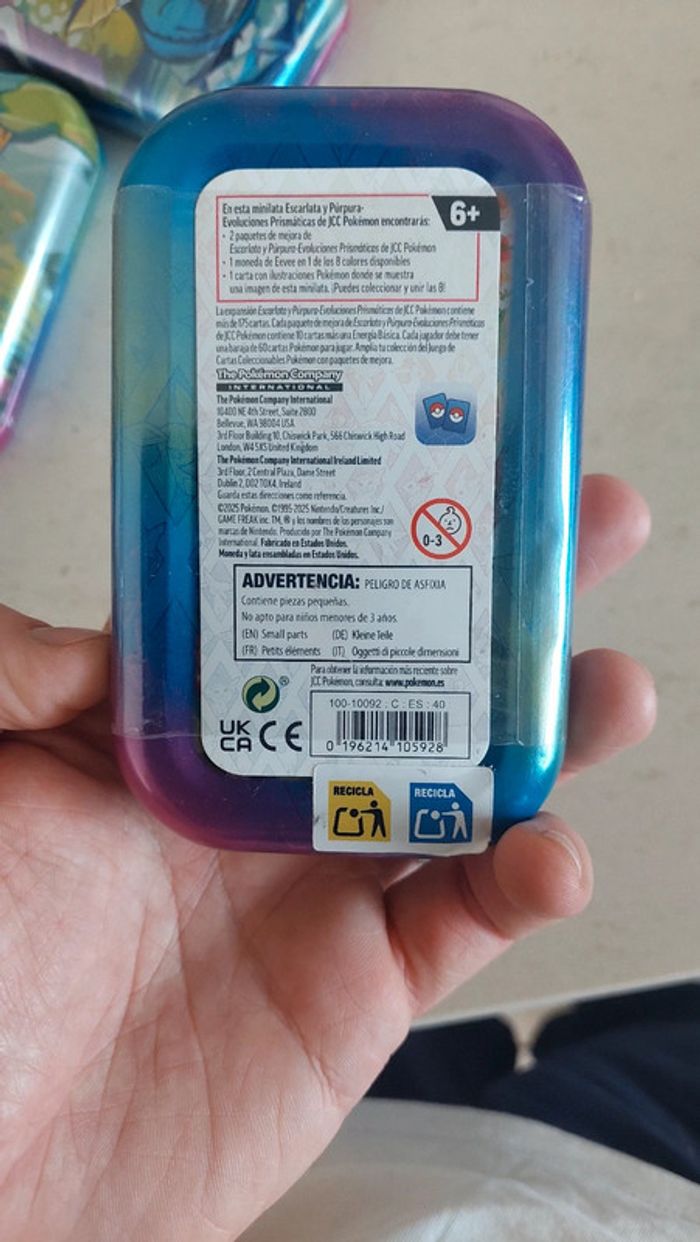 En esta minilata Escarlata y Púrpura-
Evoluciones Prismáticas de JCC Pokémon encontrarás:
6+
• 2 paquetes de mejora de
Escarlata y Púrpura-Evoluciones Prismáticas de JCC Pokémon
• 1 moneda de Eevee en 1 de los 8 colores disponibles
• 1 carta con ilustraciones Pokémon donde se muestra
una imagen de esta minilata. ¡Puedes coleccionar y unir las 8!
La expansión Escarlata y Púrpura-Evoluciones Prismáticas de JCC Pokémon contiene
más de 175 cartas. Cada paquete de mejora de Escarlata y Púrpura-Evoluciones Prismáticas
de JCC Pokémon contiene 10 cartas más una Energía Básica. Cada jugador debe tener
una baraja de 60 cartas Pokémon para jugar. Amplía tu colección del Juego de
Cartas Coleccionables Pokémon con paquetes de mejora.
The Pokémon Company
INTERNATIONAL
The Pokémon Company International
10400 NE 4th Street, Suite 2800
Bellevue, WA 98004 USA
3rd Floor Building 10, Chiswick Park, 566 Chiswick High Road
London, W4 5XS United Kingdom
The Pokémon Company International Ireland Limited
3rd Floor, 2 Central Plaza, Dame Street
Dublin 2, D02 T0X4, Ireland
Guarda estas direcciones como referencia.
©2025 Pokémon. ©1995-2025 Nintendo/Creatures Inc./
GAME FREAK inc. TM, ® y los nombres de los personajes son
marcas de Nintendo. Producido por The Pokémon Company
International. Fabricado en Estados Unidos.
Moneda y lata ensambladas en Estados Unidos.
0-3
ADVERTENCIA: PELIGRO DE ASFIXIA
Contiene piezas pequeñas.
No apto para niños menores de 3 años.
(EN) Small parts (DE) Kleine Teile
(FR) Petits éléments (IT) Oggetti di piccole dimensioni
Para obtener la información más reciente sobre
JCC Pokémon, consulta: www.pokemon.es
®
UK
CA CE
100-10092 : C : ES : 40
0 196214 105928
RECICLA RECICLA